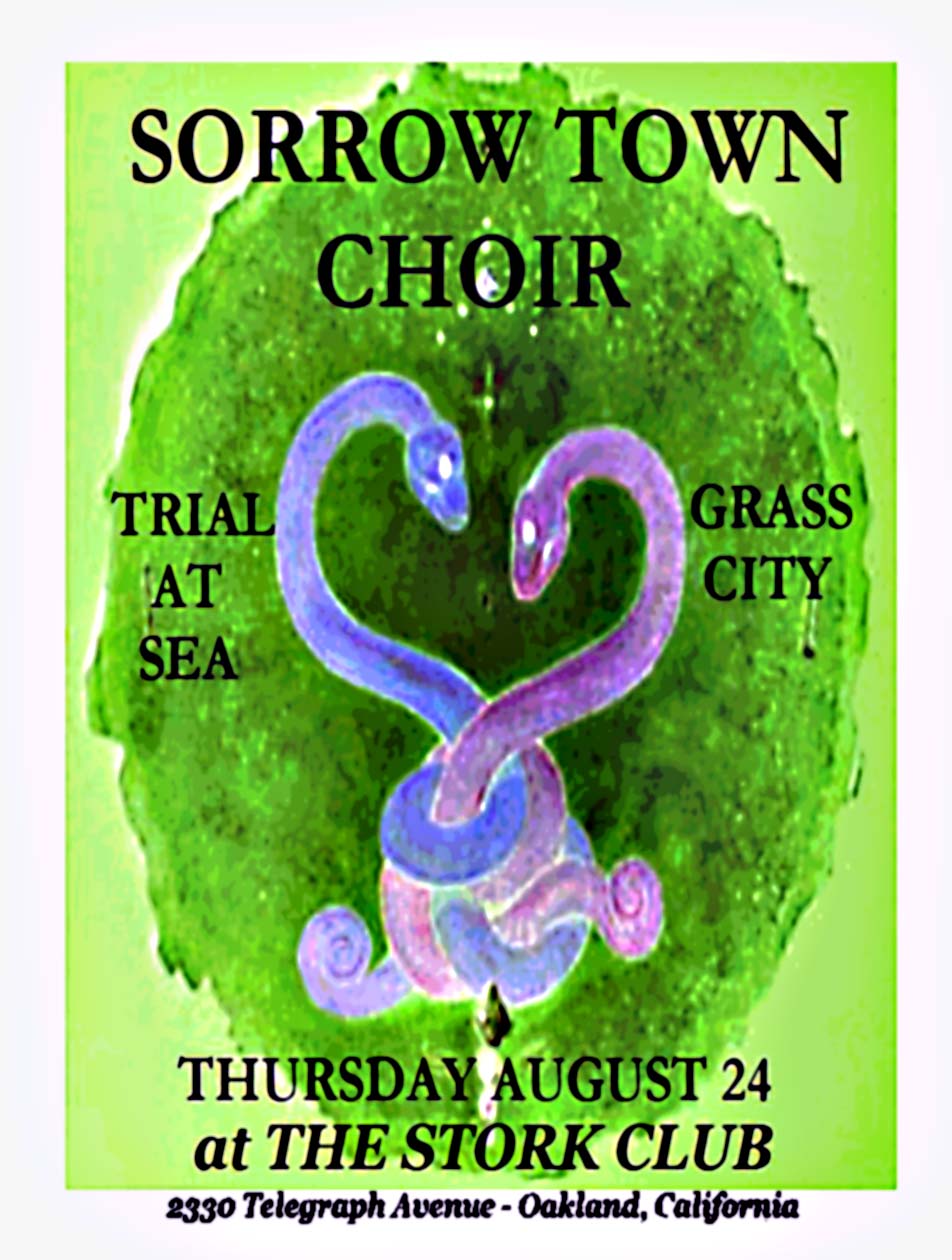 SORROW TOWN
CHOIR
TRIAL
AT
SEA
GRASS
CITY
THURSDAY AUGUST 24
at THE STORK CLUB
2330 Telegraph Avenue - Oakland, California